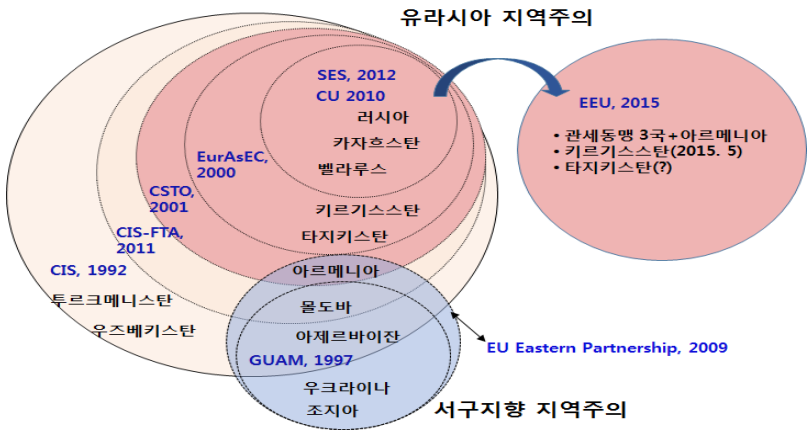 유라시아 지역주의
SES, 2012
CU 2010
러시아
카자흐스탄
벨라루스
EurAsEC,
2000
CSTO,
2001
키르기스스탄
타지키스탄
CIS-FTA,
2011
CIS, 1992
투르크메니스탄
우즈베키스탄
아르메니아
몰도바
아제르바이잔
GUAM, 1997
우크라이나
조지아
EEU, 2015
• 관세동맹 3국+아르메니아
• 키르기스스탄(2015. 5)
• 타지키스탄(?)
EU Eastern Partnership, 2009
서구지향 지역주의